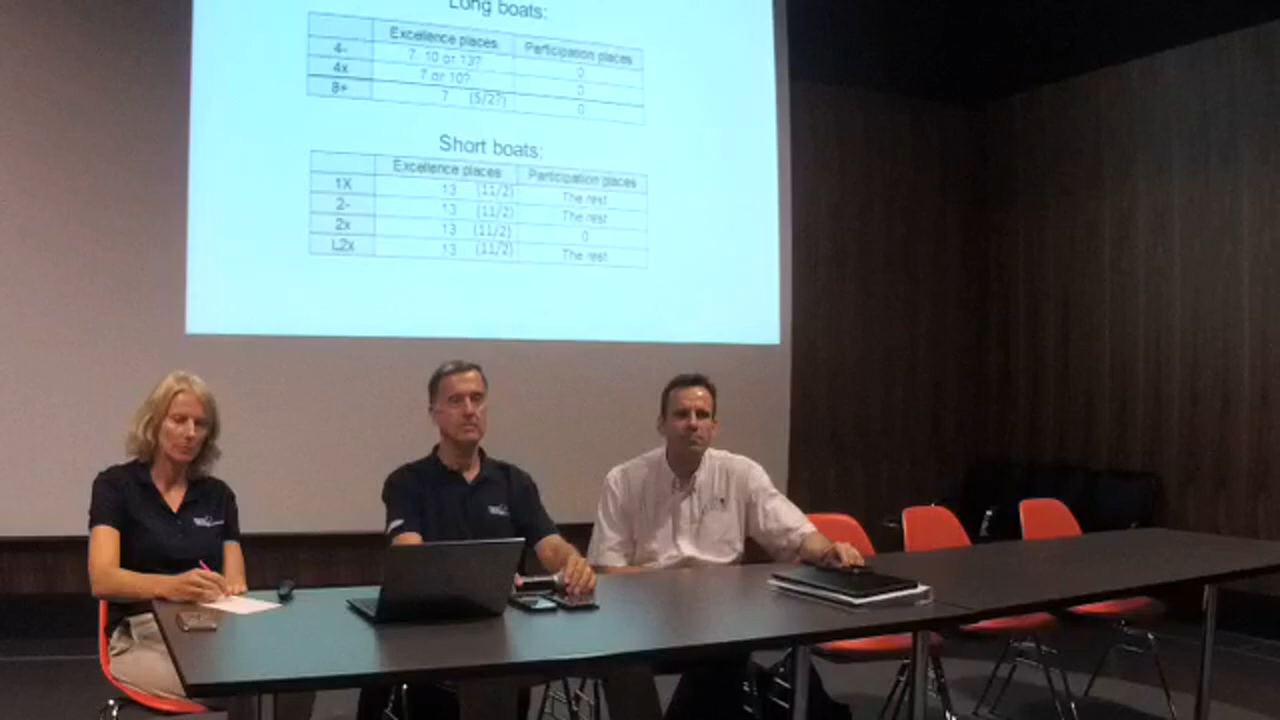 Long boats:
Excellence places Participation places
4- 7, 10 or 13? 0
4x 7 or 10? 0
8+ 7 (5/2?) 0
Short boats:
Excellence places Participation places
1X 13 (11/2) The rest
2- 13 (11/2) The rest
2x 13 (11/2) 0
L2x 13 (11/2) The rest